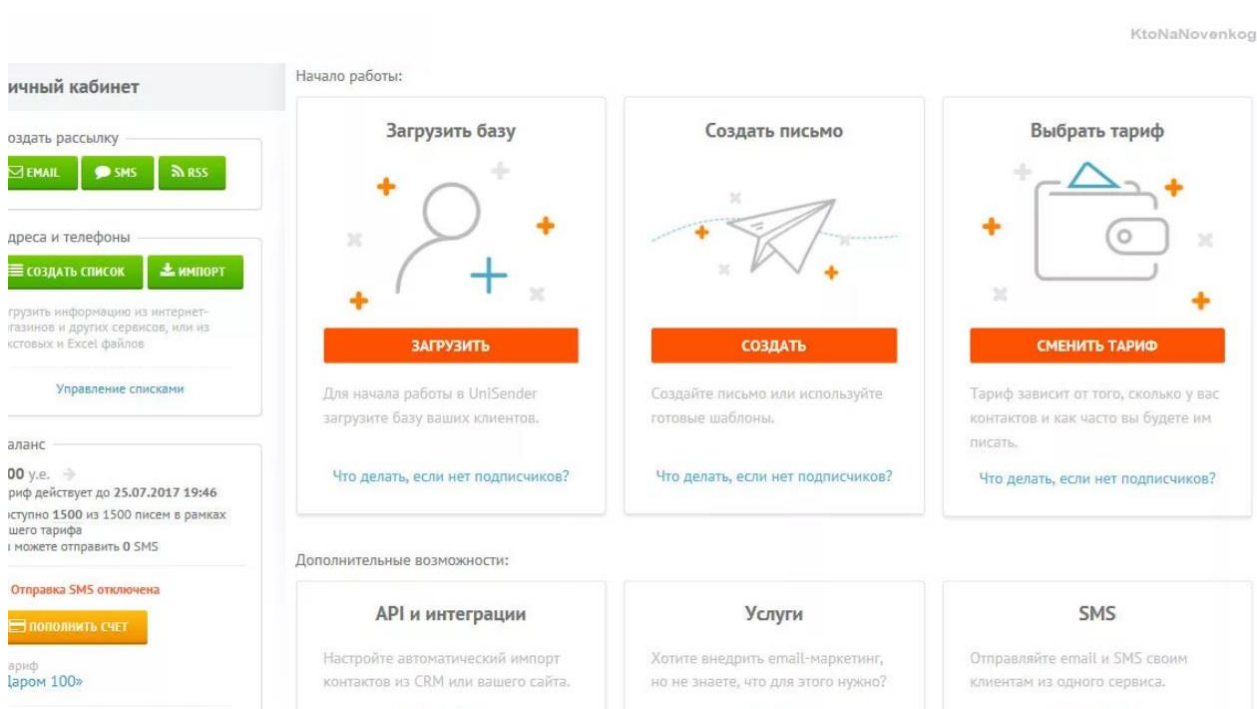 KtoNaNovenkog
ичный кабинет
оздать рассылку
EMAIL
SMS
RSS
дреса и телефоны
СОЗДАТЬ СПИСОК
ИМПОРТ
грузить информацию из интернет-
газинов и других сервисов, или из
кстовых и Excel файлов
Управление списками
аланс
00 у.е.
риф действует до 25.07.2017 19:46
оступно 1500 из 1500 писем в рамках
шего тарифа
можете отправить 0 SMS
Отправка SMS отключена
ПОПОЛНИТЬ СЧЕТ
ариф
Даром 100»
Начало работы:
Загрузить базу
ЗАГРУЗИТЬ
Для начала работы в UniSender
загрузите базу ваших клиентов.
Что делать, если нет подписчиков?
Создать письмо
СОЗДАТЬ
Создайте письмо или используйте
готовые шаблоны.
Что делать, если нет подписчиков?
Выбрать тариф
СМЕНИТЬ ТАРИФ
Тариф зависит от того, сколько у вас
контактов и как часто вы будете им
писать.
Что делать, если нет подписчиков?
Дополнительные возможности:
API и интеграции
Настройте автоматический импорт
контактов из CRM или вашего сайта.
Услуги
Хотите внедрить email-маркетинг,
но не знаете, что для этого нужно?
SMS
Отправляйте email и SMS своим
клиентам из одного сервиса.